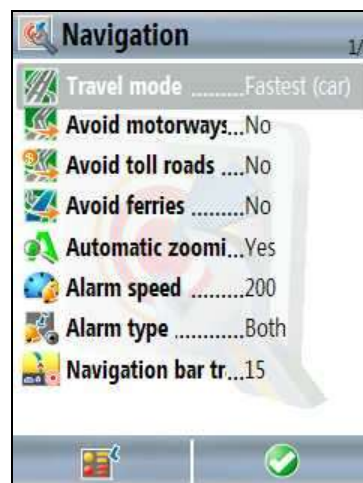 Navigation
1/
Travel mode .........Fastest (car)
Avoid motorways...No
Avoid toll roads ....No
Avoid ferries .........No
Automatic zoomi...Yes
Alarm speed .........200
Alarm type ............Both
Navigation bar tr...15